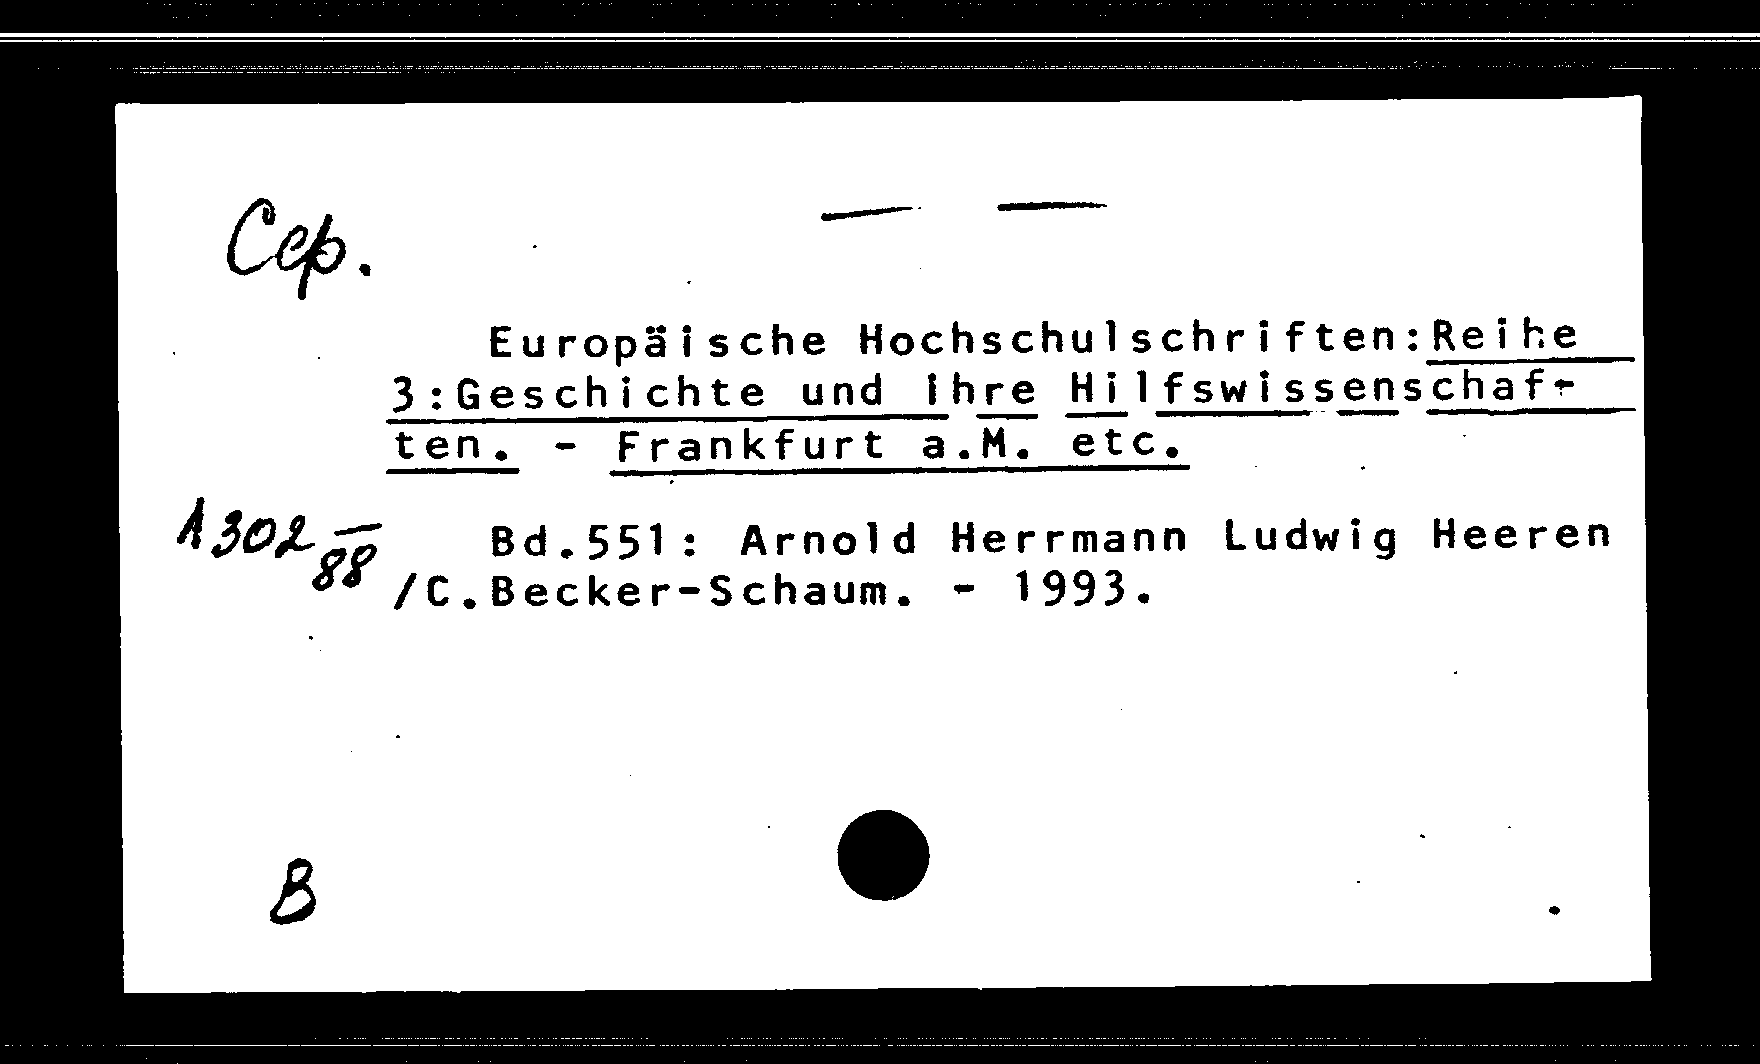 Сер.
Europäische Hochschulschriften:Reihe
3:Geschichte und ihre Hilfswissenschaf-
ten. - Frankfurt a.M. etc.
A302
88
Bd.551: Arnold Herrmann Ludwig Heeren
/C.Becker-Schaum. - 1993.
B